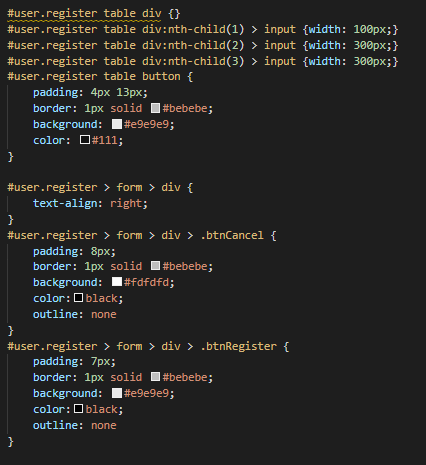 #user.register table div {}
#user.register table div:nth-child(1) > input {width: 100px;}
#user.register table div:nth-child(2) > input {width: 300px;}
#user.register table div:nth-child(3) > input {width: 300px;}
#user.register table button {
    padding: 4px 13px;
    border: 1px solid #bebebe;
    background: #e9e9e9;
    color: #111;
}

#user.register > form > div {
    text-align: right;
}
#user.register > form > div > .btnCancel {
    padding: 8px;
    border: 1px solid #bebebe;
    background: #fdfdfd;
    color:black;
    outline: none
}
#user.register > form > div > .btnRegister {
    padding: 7px;
    border: 1px solid #bebebe;
    background: #e9e9e9;
    color:black;
    outline: none
}